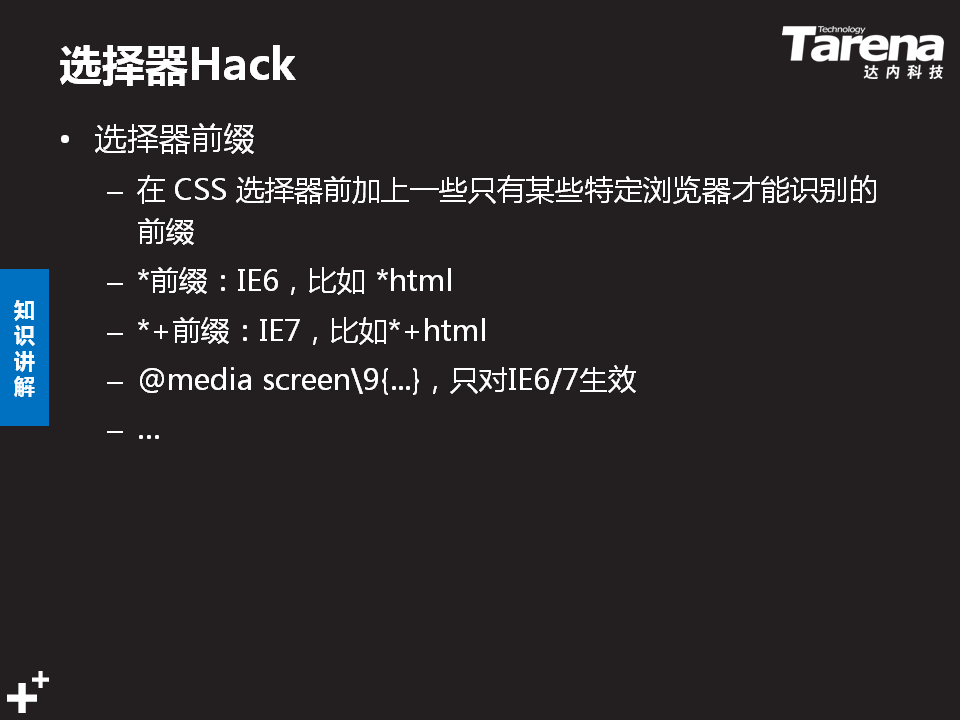 选择器Hack
Technology
Tarena
达内科技
• 选择器前缀
– 在 CSS 选择器前加上一些只有某些特定浏览器才能识别的
前缀
– *前缀：IE6，比如 *html
– *+前缀：IE7，比如*+html
– @media screen\9{...}，只对IE6/7生效
– ...
知
识
讲
解